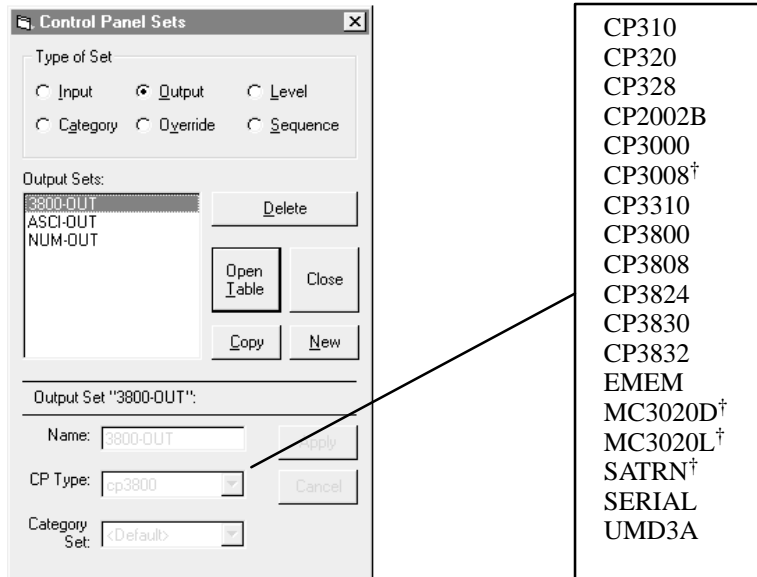 Control Panel Sets
Type of Set
Input Output Level
Category Override Sequence
Output Sets:
3800-OUT
ASCI-OUT
NUM-OUT
Delete
Open
Table
Close
Copy New
Output Set "3800-OUT":
Name: 3800-OUT Apply
CP Type: cp3800 Cancel
Category
Set: <Default>
CP310
CP320
CP328
CP2002B
CP3000
CP3008†
CP3310
CP3800
CP3808
CP3824
CP3830
CP3832
EMEM
MC3020D†
MC3020L†
SATRN†
SERIAL
UMD3A